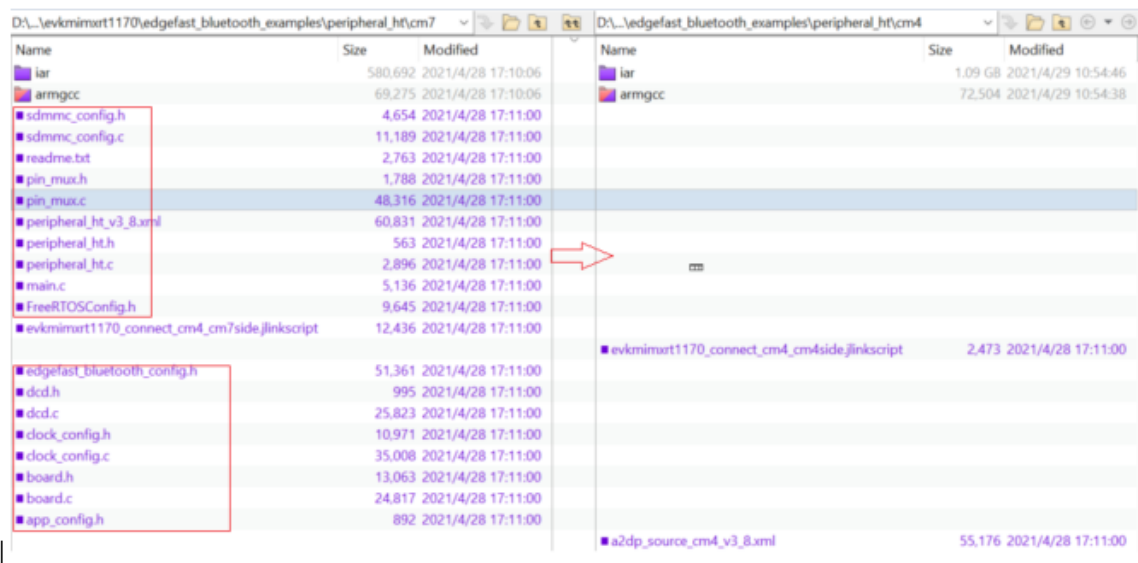 D:\...\evkmimxrt1170\edgefast_bluetooth_examples\peripheral_ht\cm7 D:\...\edgefast_bluetooth_examples\peripheral_ht\cm4
Name Size Modified Name Size Modified
iar 580,692 2021/4/28 17:10:06 iar 1.09 GB 2021/4/29 10:54:46
armgcc 69,275 2021/4/28 17:10:06 armgcc 72,504 2021/4/29 10:54:38
sdmmc_config.h 4,654 2021/4/28 17:11:00
sdmmc_config.c 11,189 2021/4/28 17:11:00
readme.txt 2,763 2021/4/28 17:11:00
pin_mux.h 1,788 2021/4/28 17:11:00
pin_mux.c 48,316 2021/4/28 17:11:00
peripheral_ht_v3_8.xml 60,831 2021/4/28 17:11:00
peripheral_ht.h 563 2021/4/28 17:11:00
peripheral_ht.c 2,896 2021/4/28 17:11:00
main.c 5,136 2021/4/28 17:11:00
FreeRTOSConfig.h 9,645 2021/4/28 17:11:00
evkmimxrt1170_connect_cm4_cm7side.jlinkscript 12,436 2021/4/28 17:11:00
evkmimxrt1170_connect_cm4_cm4side.jlinkscript 2,473 2021/4/28 17:11:00
edgefast_bluetooth_config.h 51,361 2021/4/28 17:11:00
dcd.h 995 2021/4/28 17:11:00
dcd.c 25,823 2021/4/28 17:11:00
clock_config.h 10,971 2021/4/28 17:11:00
clock_config.c 35,008 2021/4/28 17:11:00
board.h 13,063 2021/4/28 17:11:00
board.c 24,817 2021/4/28 17:11:00
app_config.h 892 2021/4/28 17:11:00
a2dp_source_cm4_v3_8.xml 55,176 2021/4/28 17:11:00